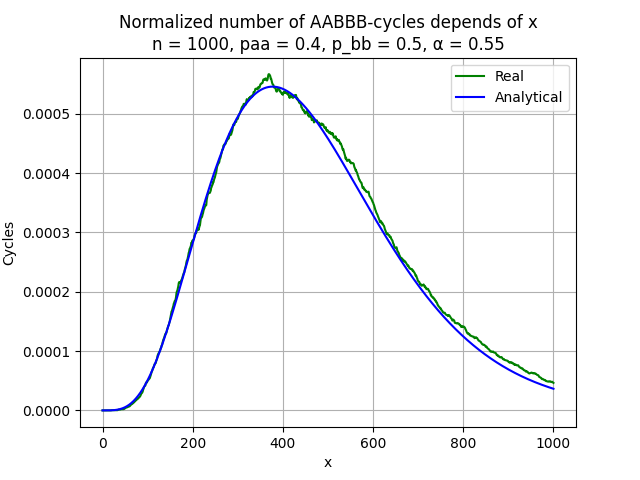 Normalized number of AABBB-cycles depends of x
n = 1000, paa = 0.4, p_bb = 0.5, α = 0.55
Real
Analytical
0.0005
0.0004
0.0003
0.0002
0.0001
0.0000
Cycles
0 200 400 600 800 1000
x